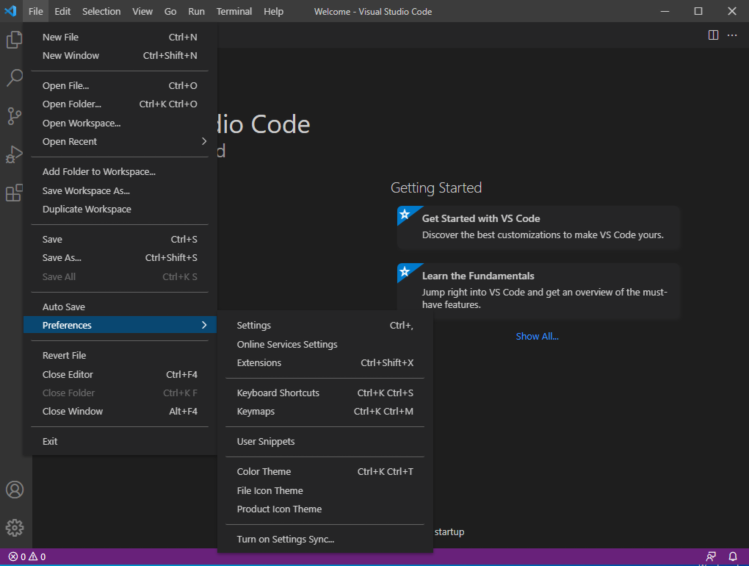 File Edit Selection View Go Run Terminal Help Welcome - Visual Studio Code
New File Ctrl+N
New Window Ctrl+Shift+N
Open File... Ctrl+O
Open Folder... Ctrl+K Ctrl+O
Open Workspace...
Open Recent
Add Folder to Workspace...
Save Workspace As...
Duplicate Workspace
Save Ctrl+S
Save As... Ctrl+Shift+S
Save All Ctrl+K S
Auto Save
Preferences
Revert File
Close Editor Ctrl+F4
Close Folder Ctrl+K F
Close Window Alt+F4
Exit
Settings Ctrl+,
Online Services Settings
Extensions Ctrl+Shift+X
Keyboard Shortcuts Ctrl+K Ctrl+S
Keymaps Ctrl+K Ctrl+M
User Snippets
Color Theme Ctrl+K Ctrl+T
File Icon Theme
Product Icon Theme
Turn on Settings Sync...
dio Code
d
Getting Started
Get Started with VS Code
Discover the best customizations to make VS Code yours.
Learn the Fundamentals
Jump right into VS Code and get an overview of the must-
have features.
Show All...
startup
0 0